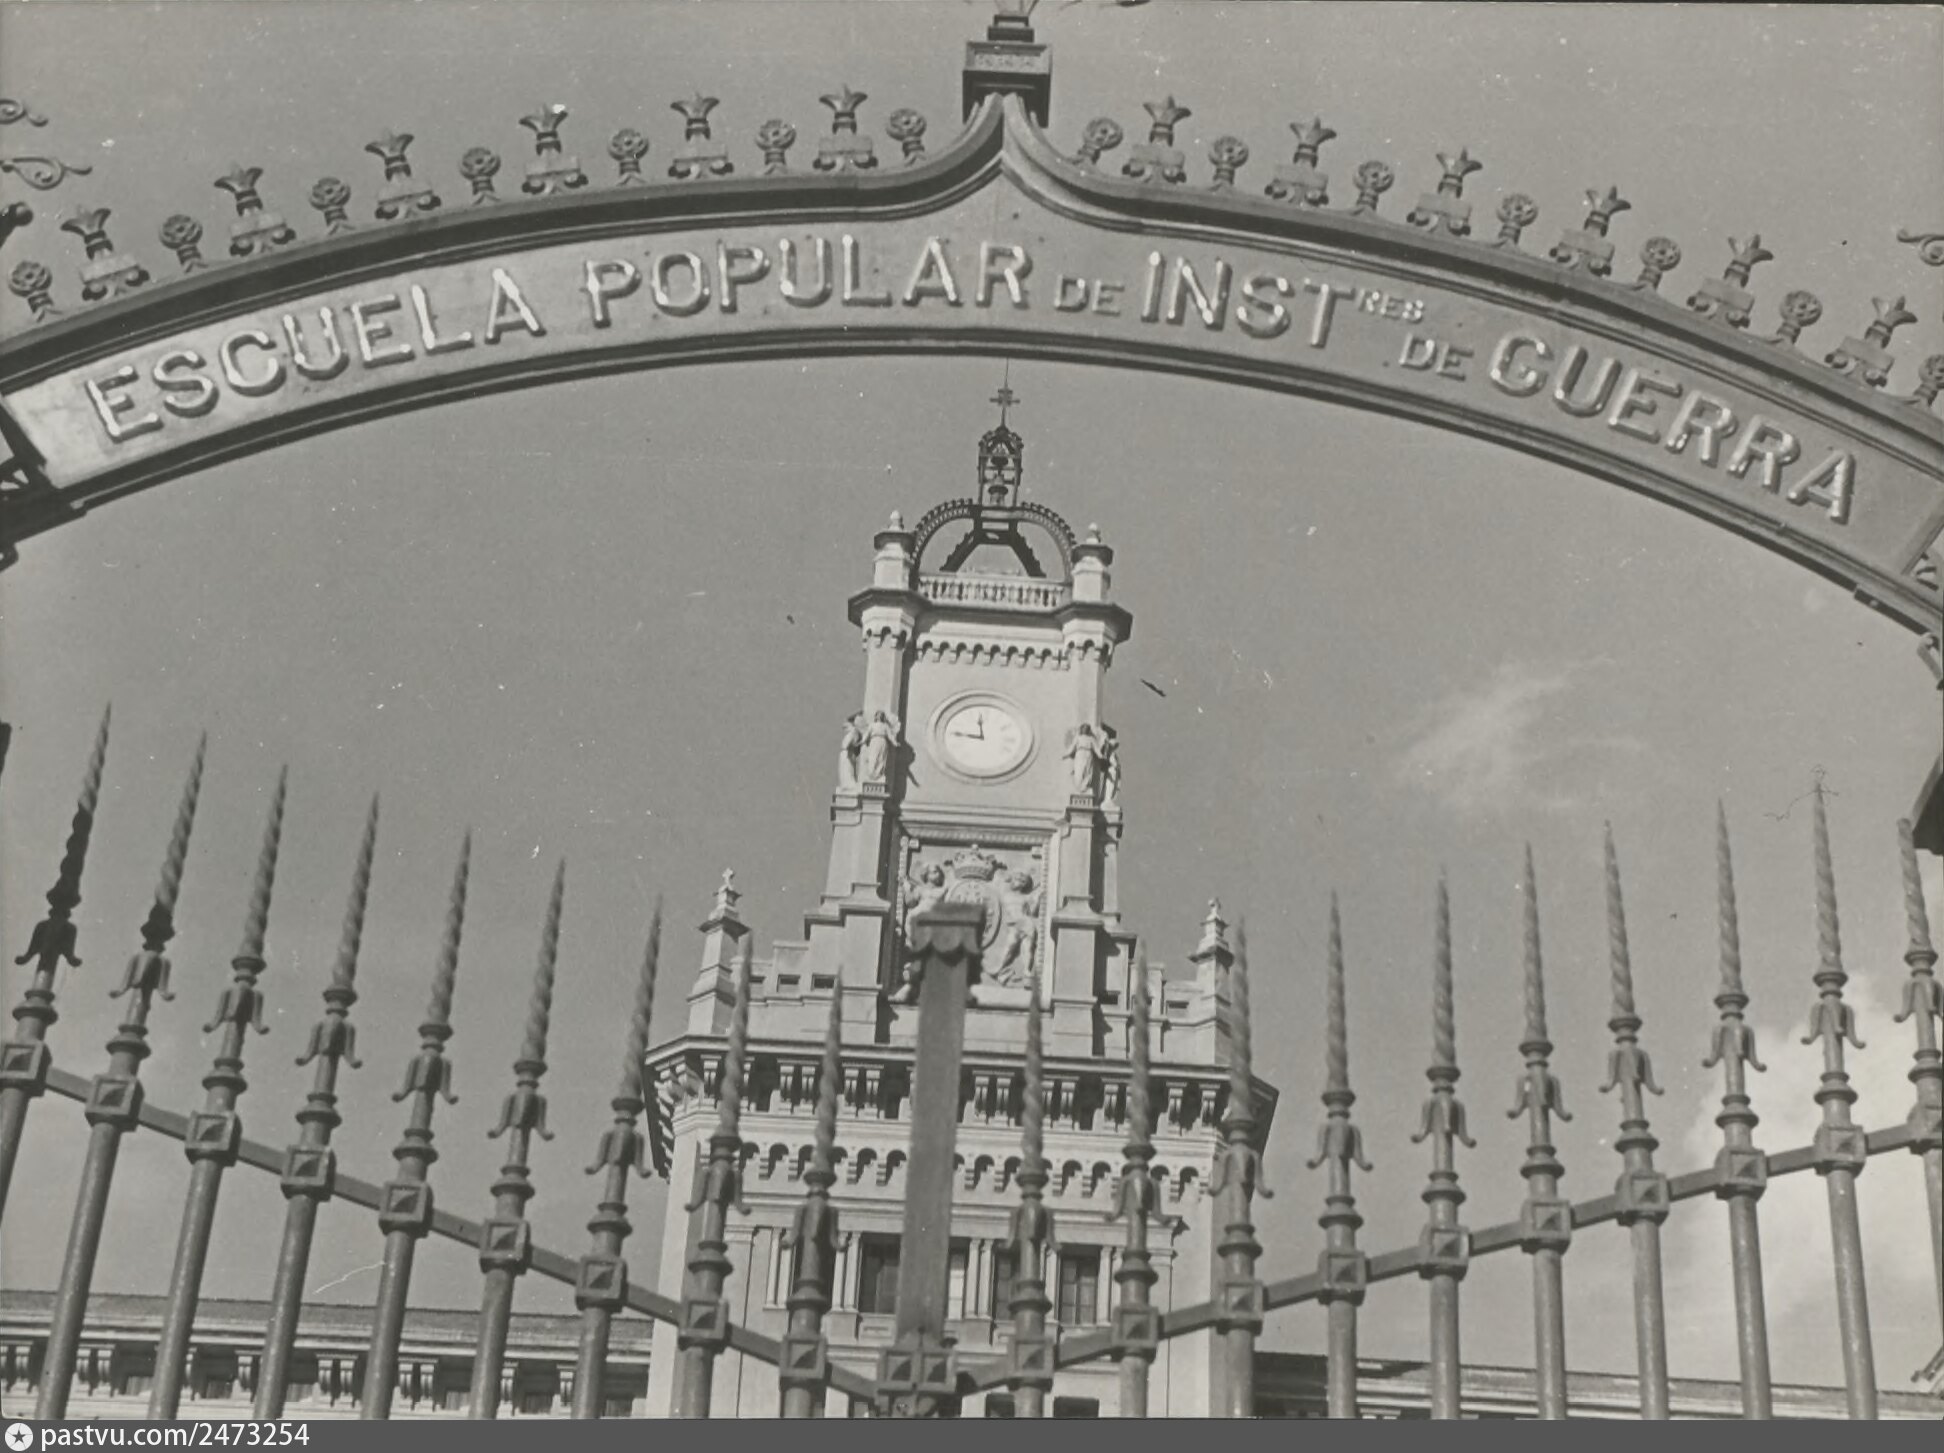 ESCUELA POPULAR DE INSTRES DE GUERRA
pastvu.com/2473254